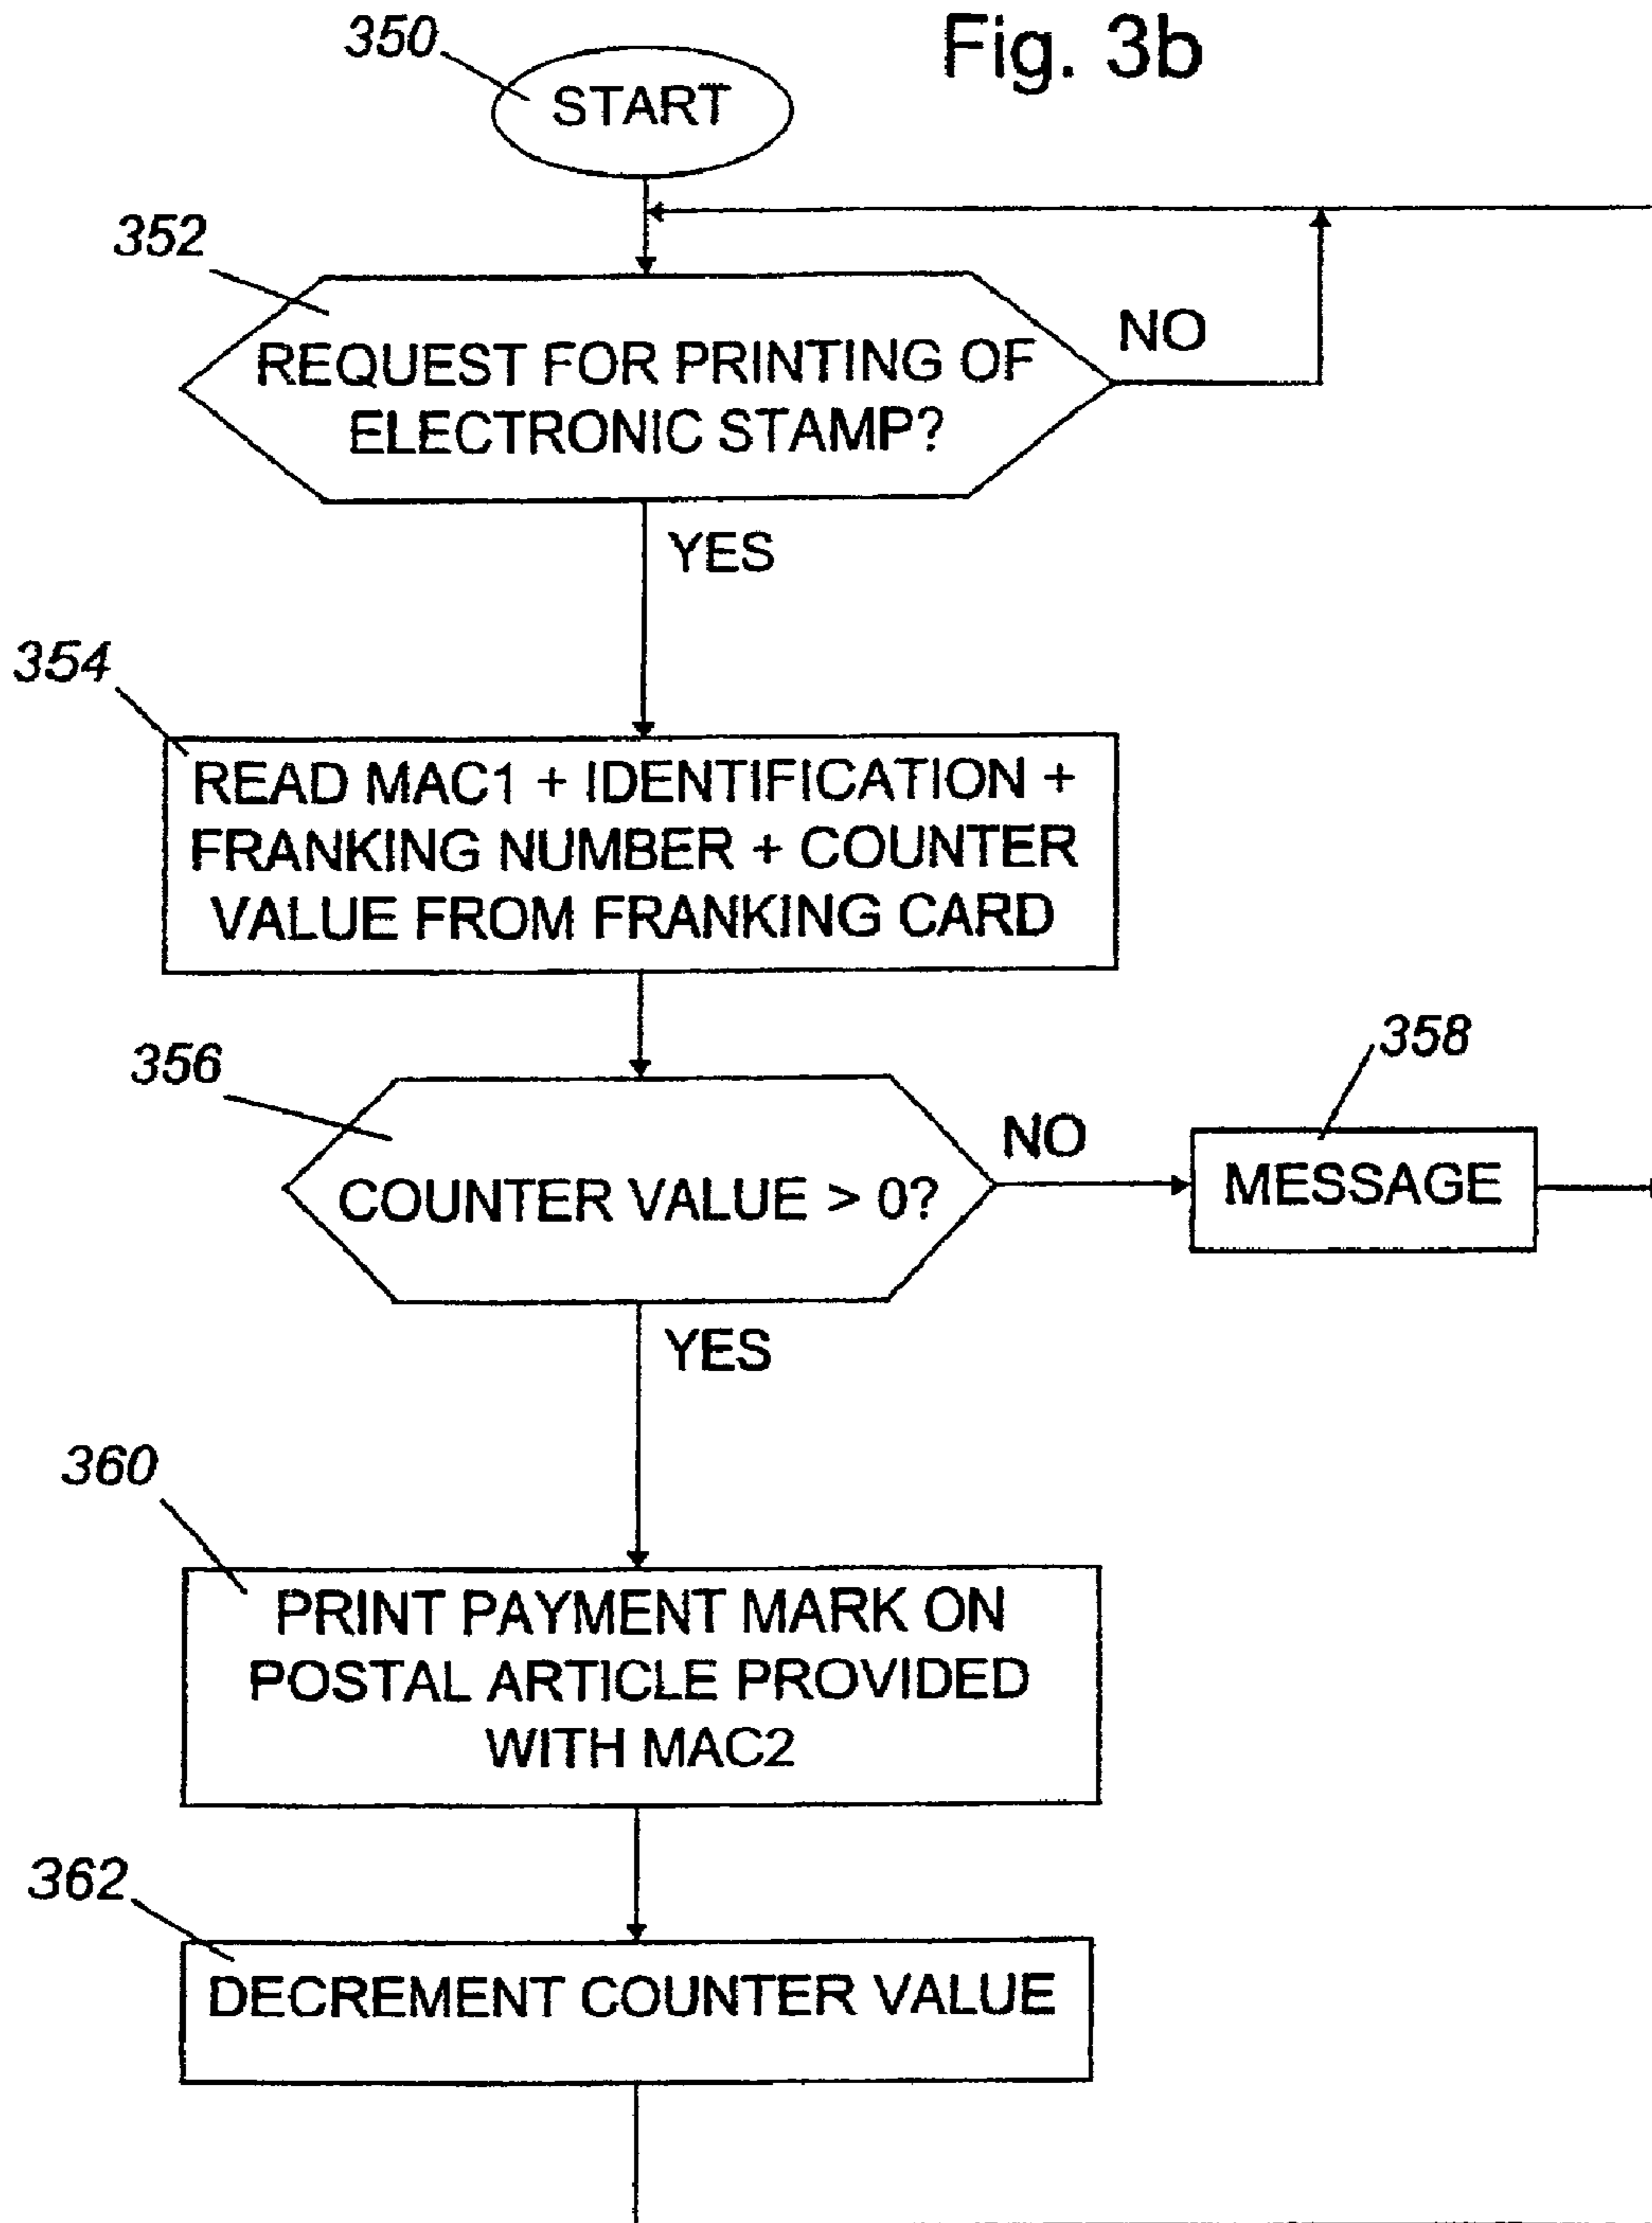 Fig. 3b
350
START
352
REQUEST FOR PRINTING OF
ELECTRONIC STAMP?
NO
YES
354
READ MAC1 + IDENTIFICATION +
FRANKING NUMBER + COUNTER
VALUE FROM FRANKING CARD
356
COUNTER VALUE > 0?
NO
358
MESSAGE
YES
360
PRINT PAYMENT MARK ON
POSTAL ARTICLE PROVIDED
WITH MAC2
362
DECREMENT COUNTER VALUE